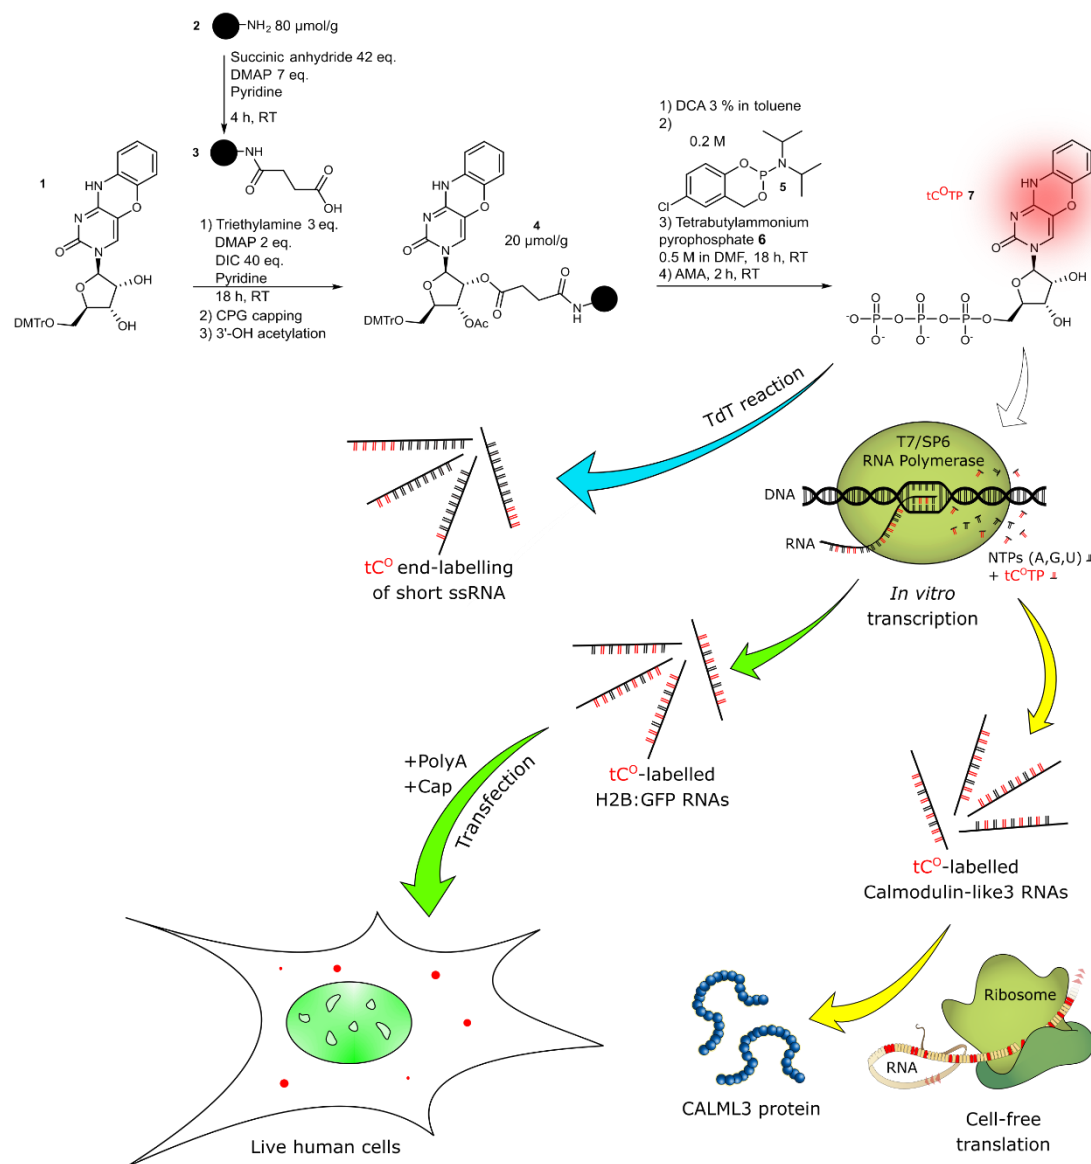 2
NH2 80 µmol/g
Succinic anhydride 42 eq.
DMAP 7 eq.
Pyridine
4 h, RT
3
NH
O
O
OH
1
HN
O
N
O
N
O
OH
DMTrO
HO
1) Triethylamine 3 eq.
DMAP 2 eq.
DIC 40 eq.
Pyridine
18 h, RT
2) CPG capping
3) 3'-OH acetylation
HN
O
N
O
N
4
20 µmol/g
O
O
O
O
N
H
DMTrO
OAc
1) DCA 3 % in toluene
2)
0.2 M
O
P
N
O
5
Cl
3) Tetrabutylammonium
pyrophosphate 6
0.5 M in DMF, 18 h, RT
4) AMA, 2 h, RT
tCOTP 7
HN
O
N
O
N
O
OH
HO
O O O
-O P O P O P O
O- O- O-
TdT reaction
tCO end-labelling
of short ssRNA
T7/SP6
RNA Polymerase
DNA
RNA
NTPs (A,G,U)
+ tCOTP
In vitro
transcription
+PolyA
+Cap
Transfection
tCO-labelled
H2B:GFP RNAs
tCO-labelled
Calmodulin-like3 RNAs
Ribosome
RNA
CALML3 protein
Cell-free
translation
Live human cells